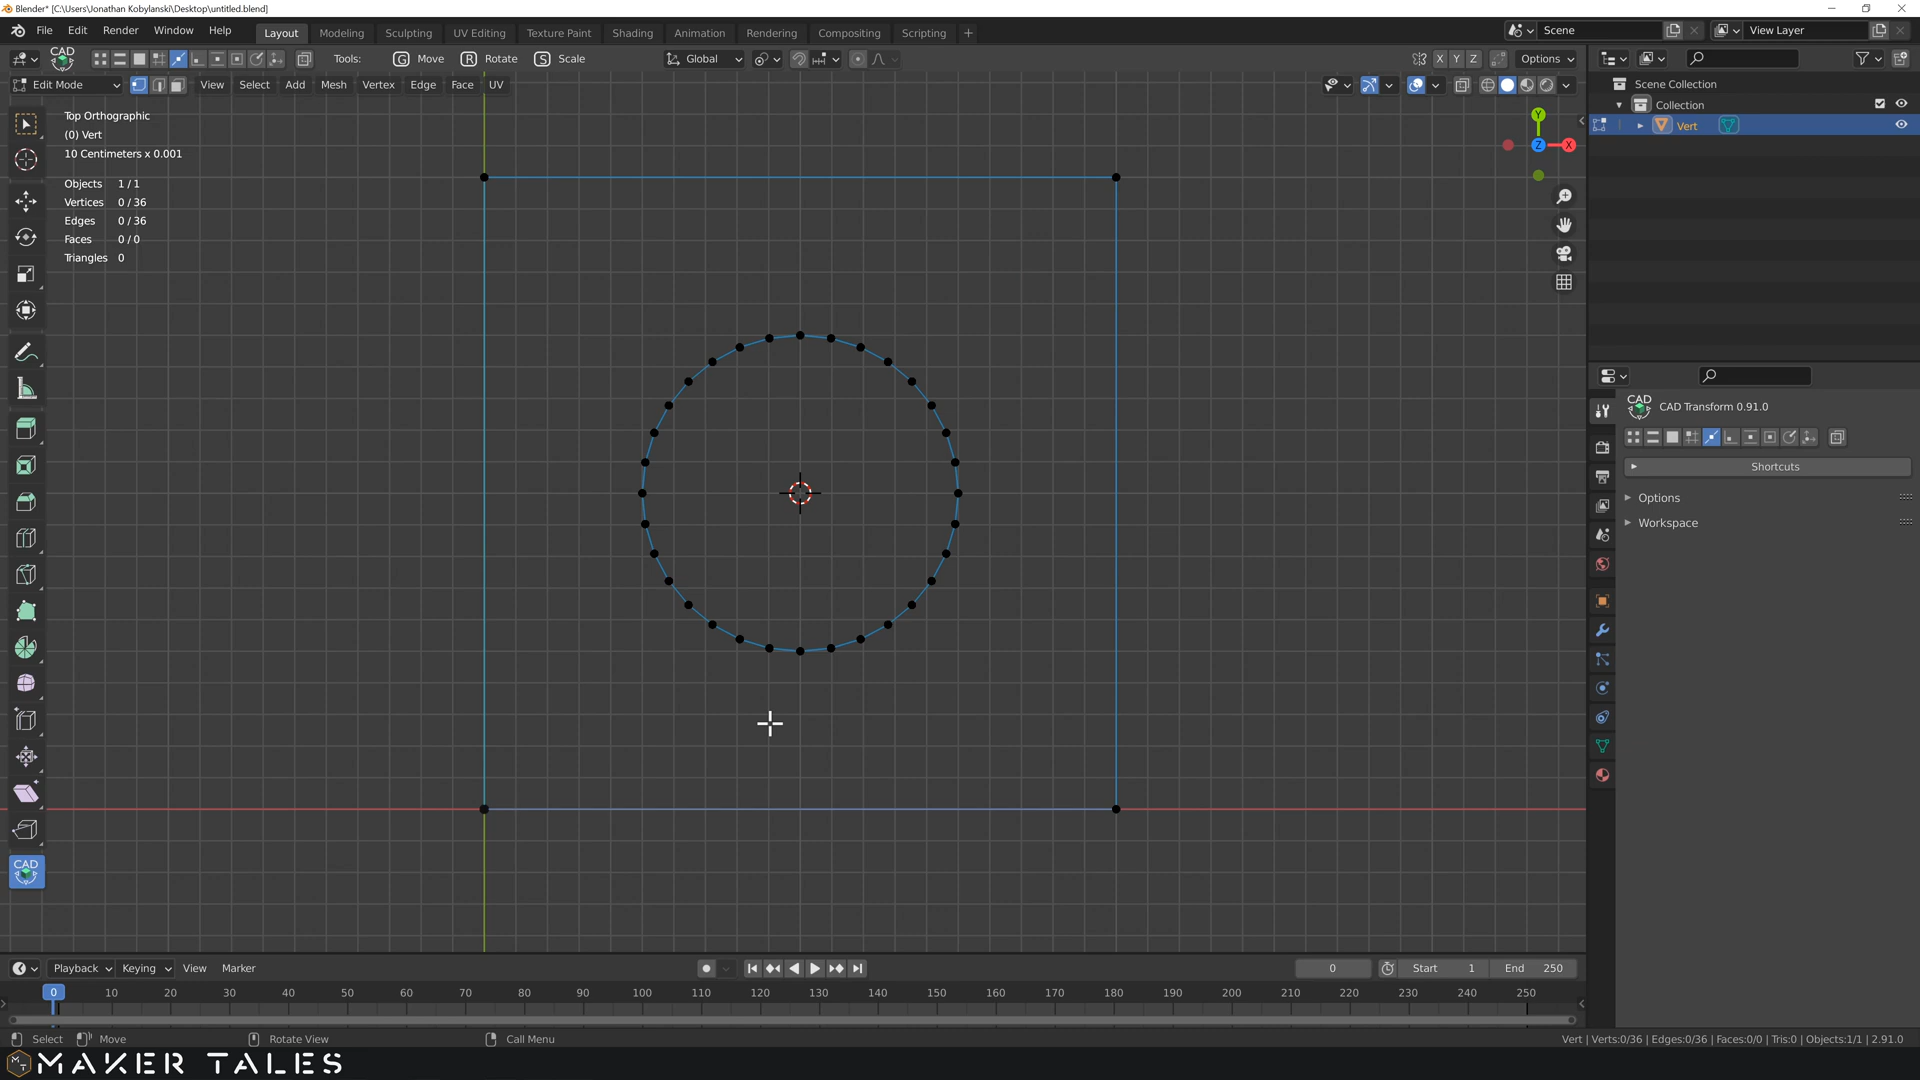 Blender* [C:\Users\Jonathan Kobylanski\Desktop\untitled.blend]
File Edit Render Window Help Layout Modeling Sculpting UV Editing Texture Paint Shading Animation Rendering Compositing Scripting + Scene View Layer
CAD Tools: G Move R Rotate S Scale Global X Y Z Options
Edit Mode View Select Add Mesh Vertex Edge Face UV
Top Orthographic
(0) Vert
10 Centimeters x 0.001
Objects 1 / 1
Vertices 0 / 36
Edges 0 / 36
Faces 0 / 0
Triangles 0
Y
Z
X
Scene Collection
Collection
Vert
CAD CAD Transform 0.91.0
Shortcuts
Options
Workspace
CAD
Playback Keying View Marker 0 Start 1 End 250
0 10 20 30 40 50 60 70 80 90 100 110 120 130 140 150 160 170 180 190 200 210 220 230 240 250
Select Move Rotate View Call Menu Vert | Verts:0/36 | Edges:0/36 | Faces:0/0 | Tris:0 | Objects:1/1 | 2.91.0
MT MAKER TALES